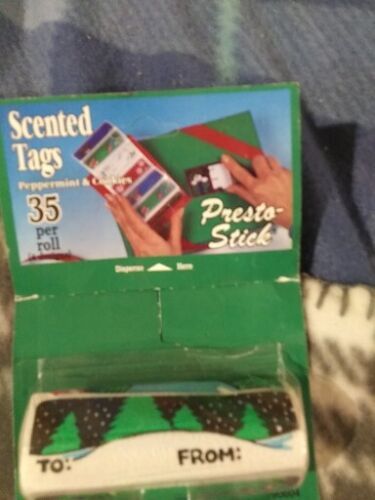 Scented
Tags
Peppermint & Cookies
35
per
roll
Presto-
Stick
Dispense Here
TO: FROM: